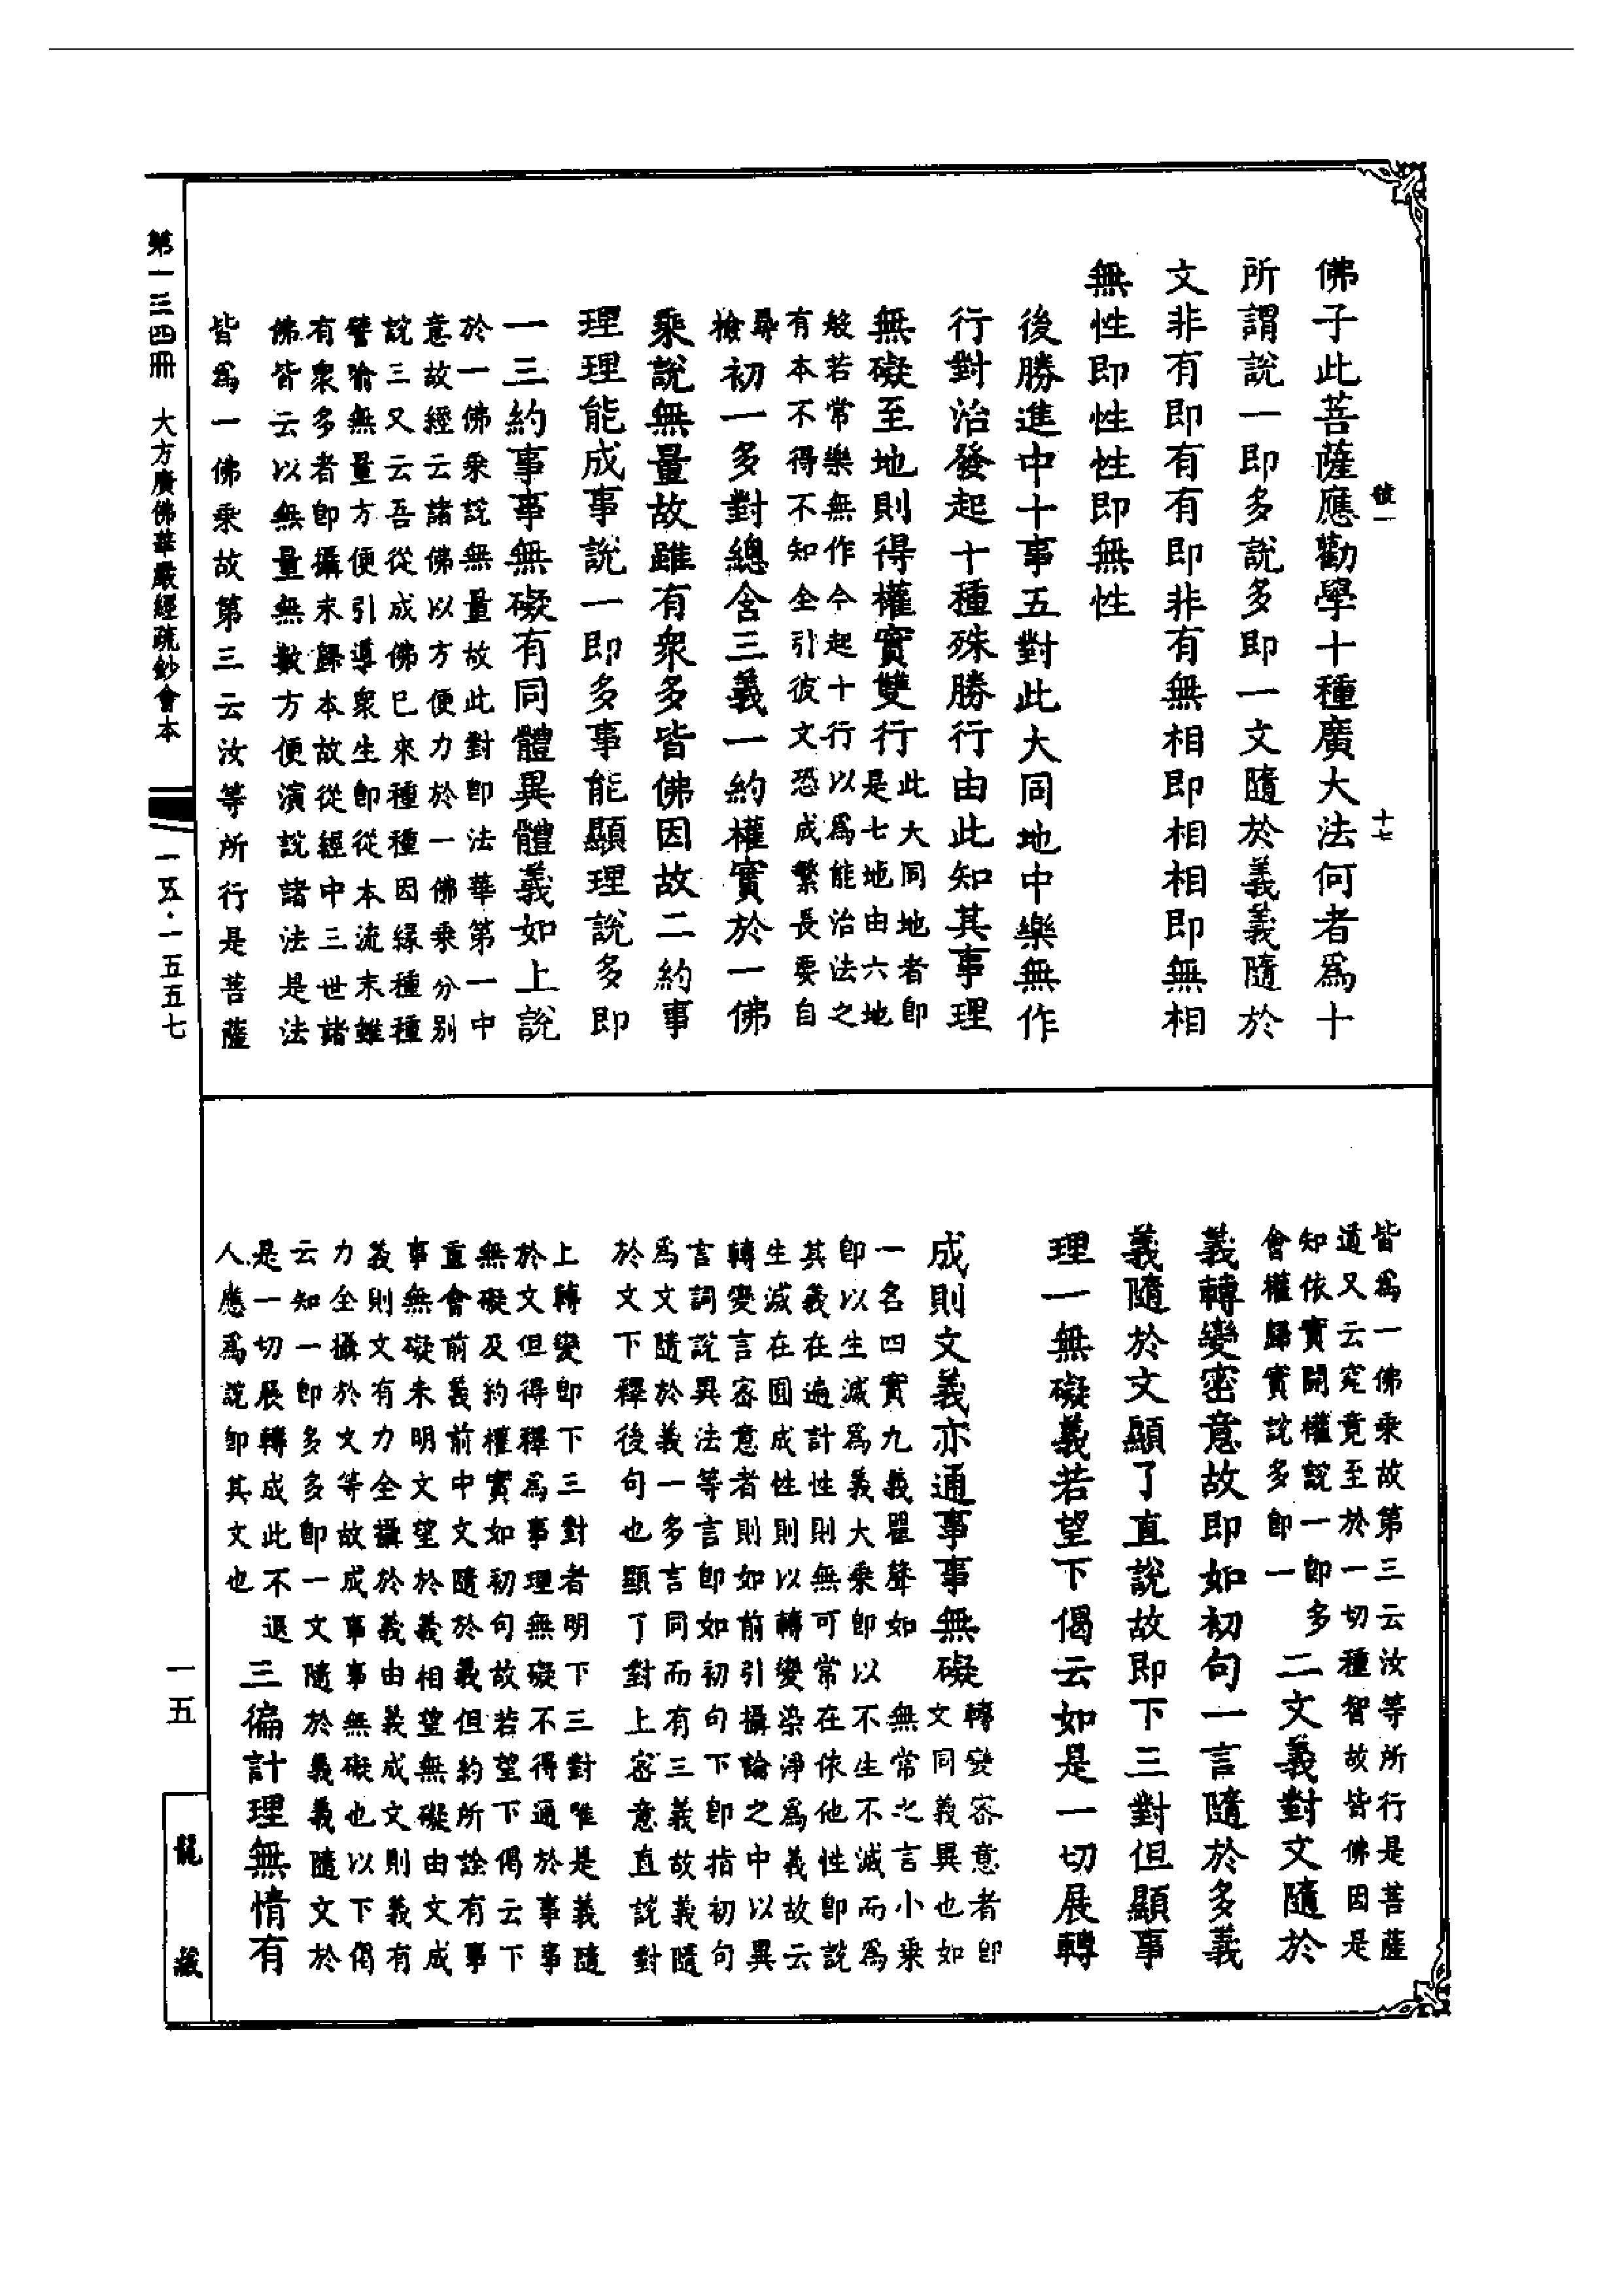 佛子此菩薩應勸學十種廣大法何者爲十
所謂說一即多說多即一文隨於義義隨於
文非有即有有即非有無相即相相即無相
無性即性性即無性
後勝進中十事五對此大同地中樂無作
行對治發起十種殊勝行由此知其事理
無礙至地則得權實雙行
此大同地者即
是七地由六地
般若常樂無作今起十行以爲能治法之
有本不得不知全引彼文恐成繁長要自
尋
檢
初一多對總含三義一約權實於一佛
乘說無量故雖有衆多皆佛因故二約事
理理能成事說一即多事能顯理說多即
一三約事事無礙有同體異體義如上說
於一佛乘說無量故此對即法華第一中
意故經云諸佛以方便力於一佛乘分別
說三又云吾從成佛已來種種因緣種種
譬喻無量方便引導衆生即從本流末雖
有衆多者即攝末歸本故從經中三世諸
佛皆云以無量無數方便演說諸法是法
皆爲一佛乘故第三云汝等所行是菩薩
第一三四冊 大方廣佛華嚴經疏鈔會本
一五·一五五七
皆爲一佛乘故第三云汝等所行是菩薩
道又云究竟至於一切種智故皆佛因是
知依實開權說一即多
會權歸實說多即一
二文義對文隨於
義轉變密意故即如初句一言隨於多義
義隨於文顯了直說故即下三對但顯事
理一無礙義若望下偈云如是一切展轉
成則文義亦通事事無礙
轉變密意者即
文同義異也如
一名四實九義瞿聲如無常之言小乘
即以生滅爲義大乘即以不生不滅而爲
其義在遍計性則無可常在依他性即說
生滅在圓成性則以轉變染淨爲義故云
轉變言密意者則如前引攝論之中以異
言詞說異法等言即如初句下即指初句
爲文隨於義一多言同而有三義故義隨
於文下釋後句也顯了對上密意直說對
上轉變即下三對者明下三對唯是義隨
於文但得釋爲事理無礙不得通於事事
無礙及約權實如初句故若望下偈云下
重會前義前中文隨於義但約所詮有事
事無礙未明文望於義義相望無礙由文成
義則文有力全攝於義由義成文則義有
力全攝於文等故成事事無礙也以下偈
云知一即多多即一文隨於義義隨文於
是一切展轉成此不退
人應爲說即其文也
三徧計理無情有
一五
龍藏